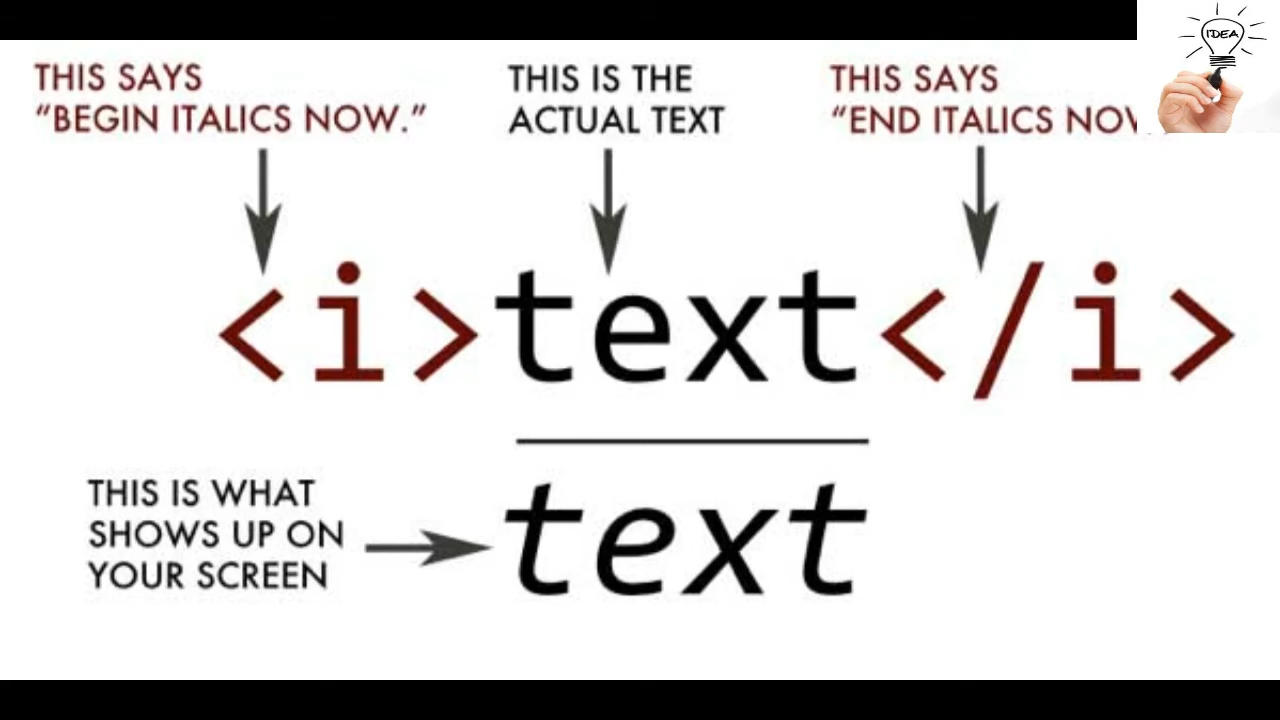 THIS SAYS
“BEGIN ITALICS NOW.”
THIS IS THE
ACTUAL TEXT
THIS SAYS
“END ITALICS
IDEA
<i>text</i>
text
THIS IS WHAT
SHOWS UP ON
YOUR SCREEN